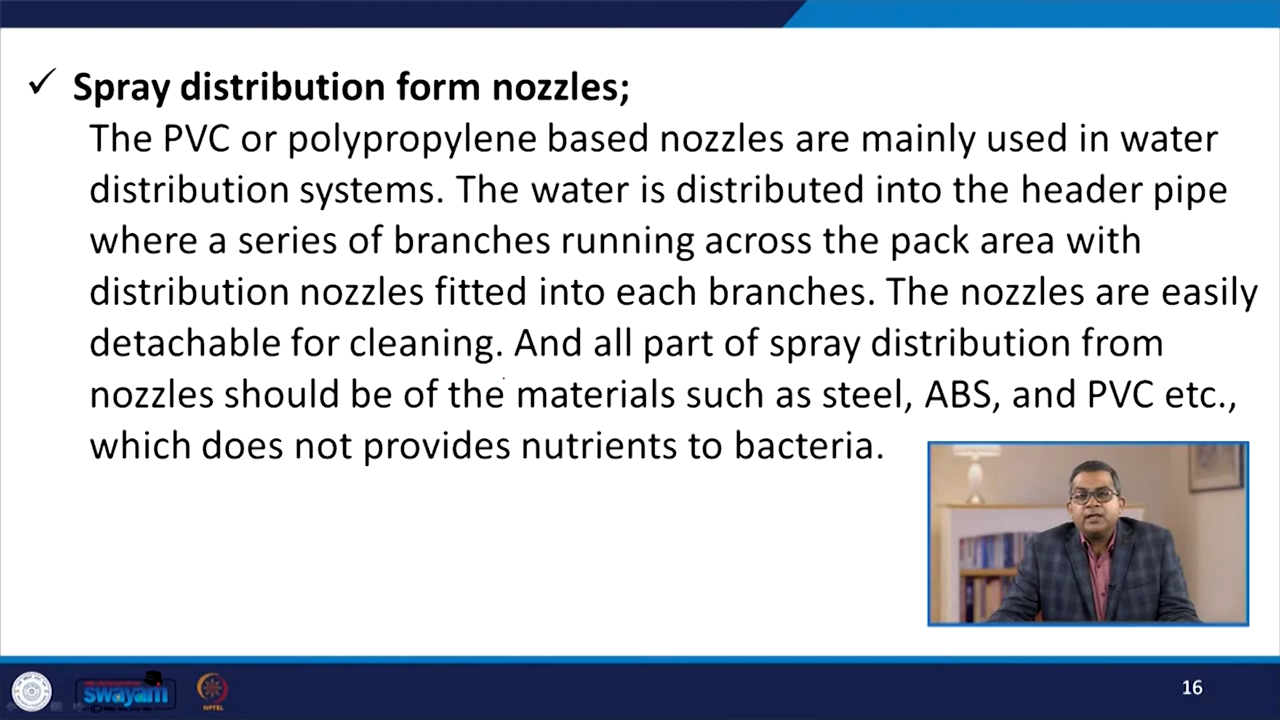 ✓ Spray distribution form nozzles;
The PVC or polypropylene based nozzles are mainly used in water
distribution systems. The water is distributed into the header pipe
where a series of branches running across the pack area with
distribution nozzles fitted into each branches. The nozzles are easily
detachable for cleaning. And all part of spray distribution from
nozzles should be of the materials such as steel, ABS, and PVC etc.,
which does not provides nutrients to bacteria.
swayam
NPTEL
16